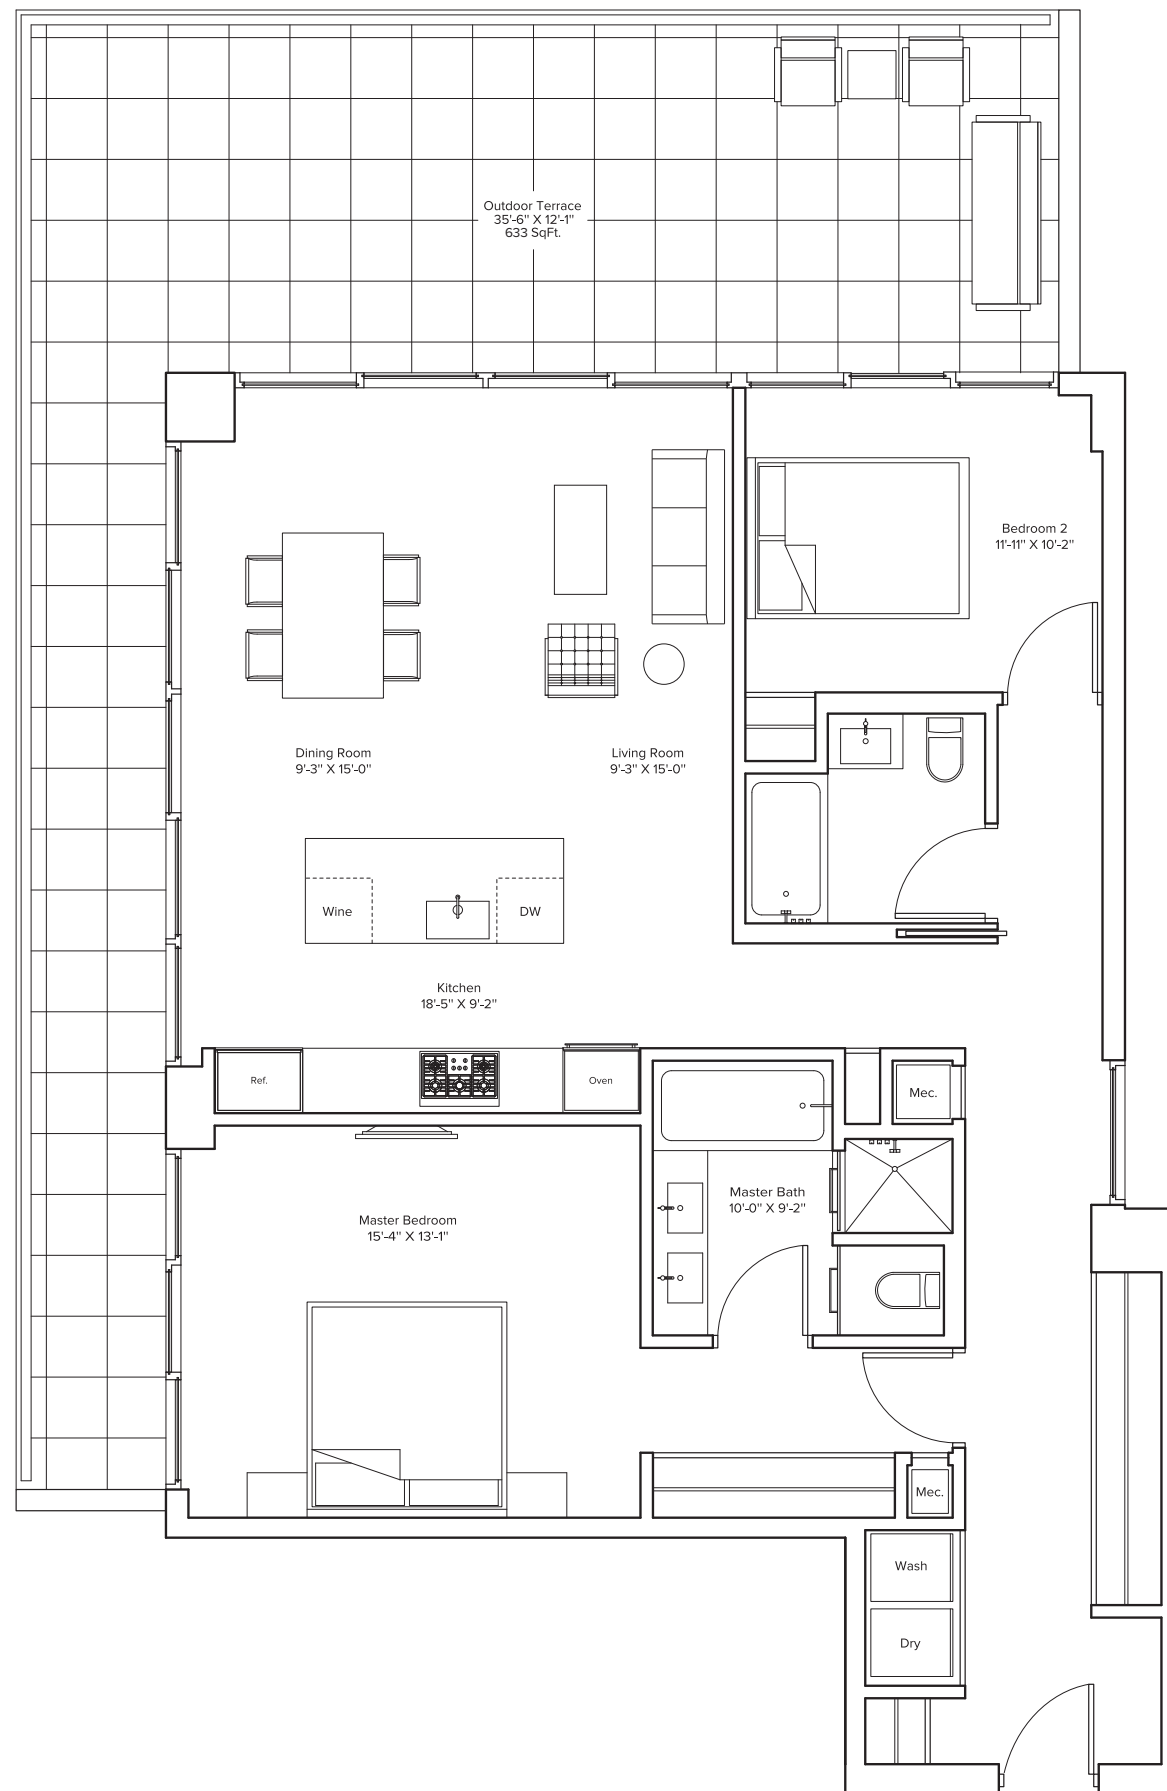 Outdoor Terrace
35'-6" X 12'-1"
633 SqFt.
Bedroom 2
11'-11" X 10'-2"
Dining Room
9'-3" X 15'-0"
Living Room
9'-3" X 15'-0"
Wine
DW
Kitchen
18'-5" X 9'-2"
Ref.
Oven
Mec.
Master Bath
10'-0" X 9'-2"
Master Bedroom
15'-4" X 13'-1"
Mec.
Wash
Dry